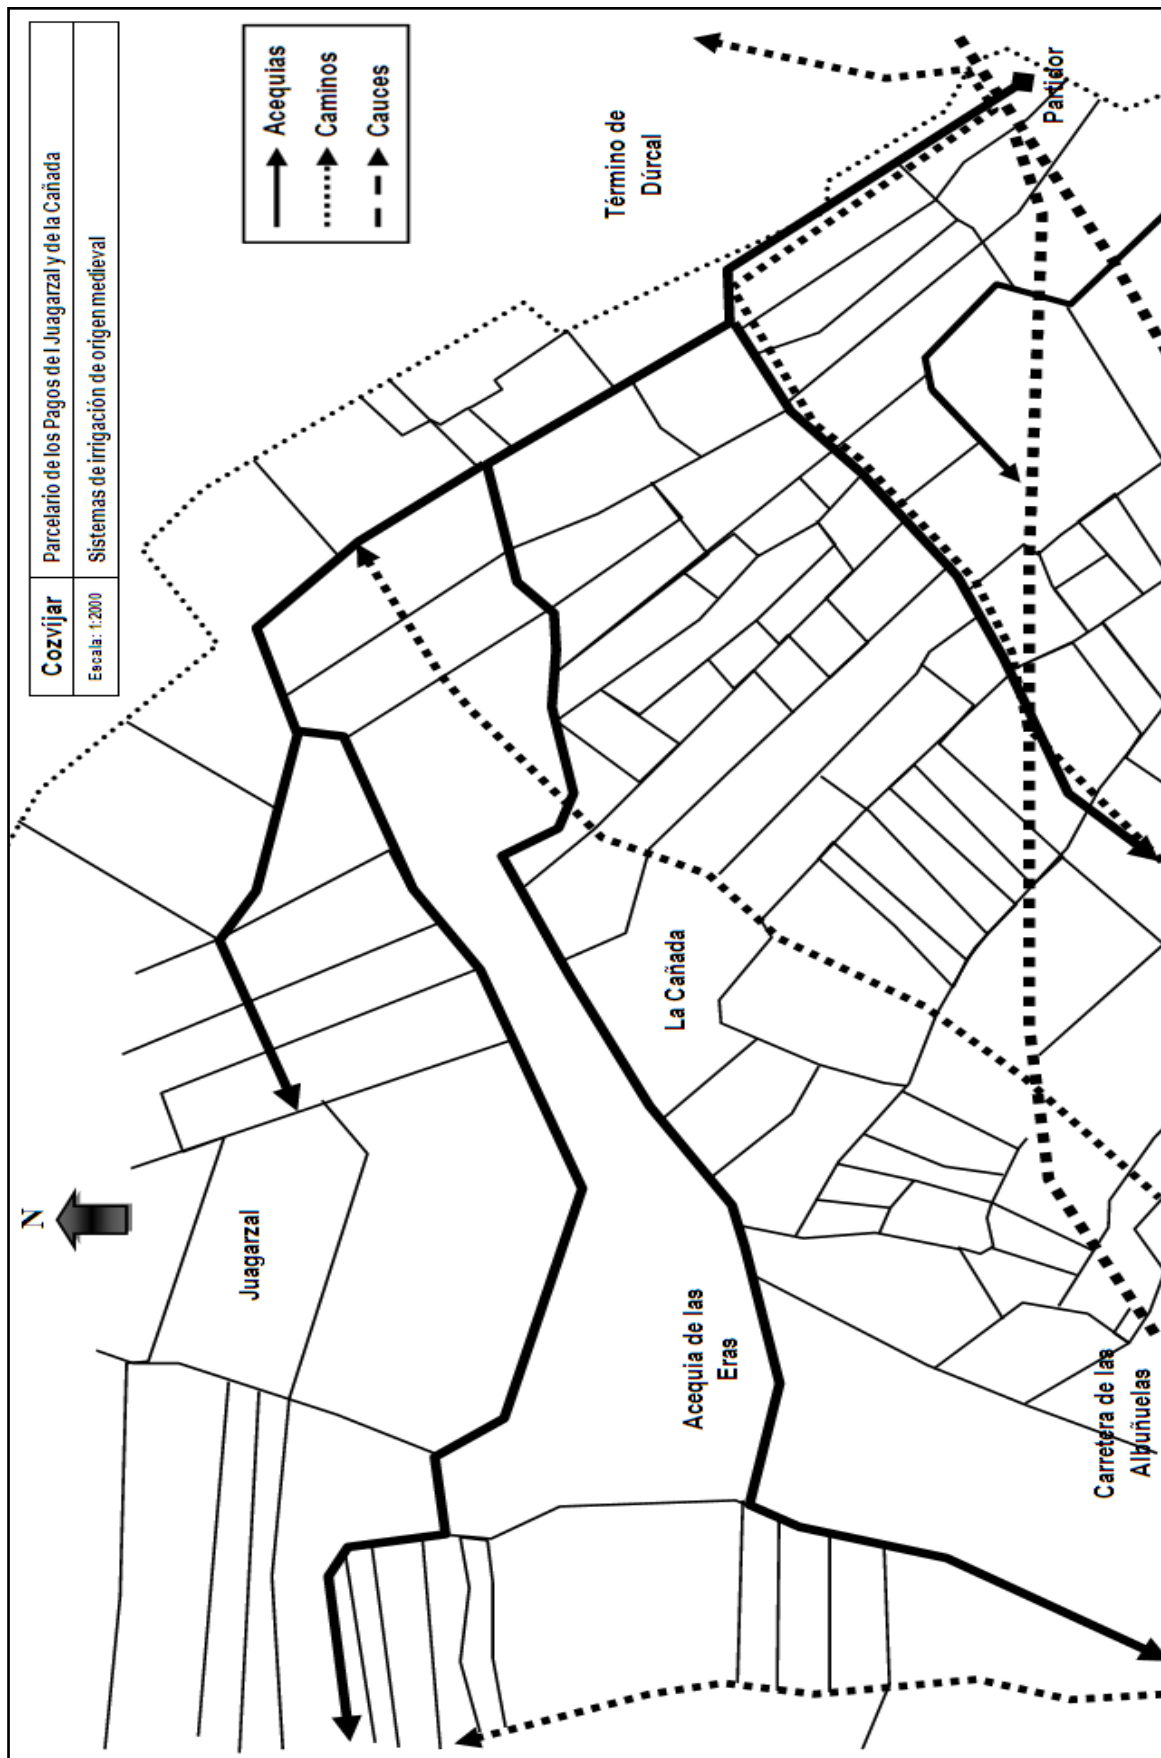 Cozvíjar
Parcelario de los Pagos del Juagarzal y de la Cañada
Escala: 1:2000
Sistemas de irrigación de origen medieval
Acequias
Caminos
Cauces
N
Término de
Dúrcal
Partidor
Juagarzal
La Cañada
Acequia de las
Eras
Carretera de las
Albuñuelas